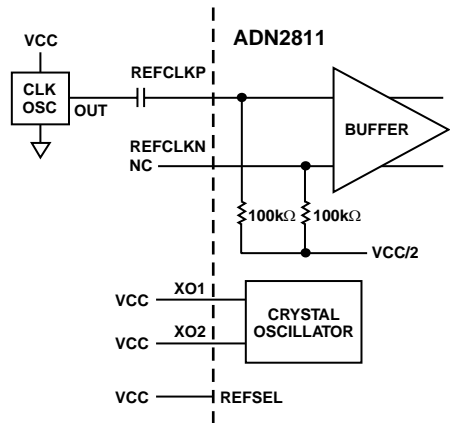 ADN2811
VCC
REFCLKP
CLK
OSC
OUT
BUFFER
REFCLKN
NC
100kΩ
100kΩ
VCC/2
VCC
XO1
CRYSTAL
OSCILLATOR
VCC
XO2
VCC
REFSEL